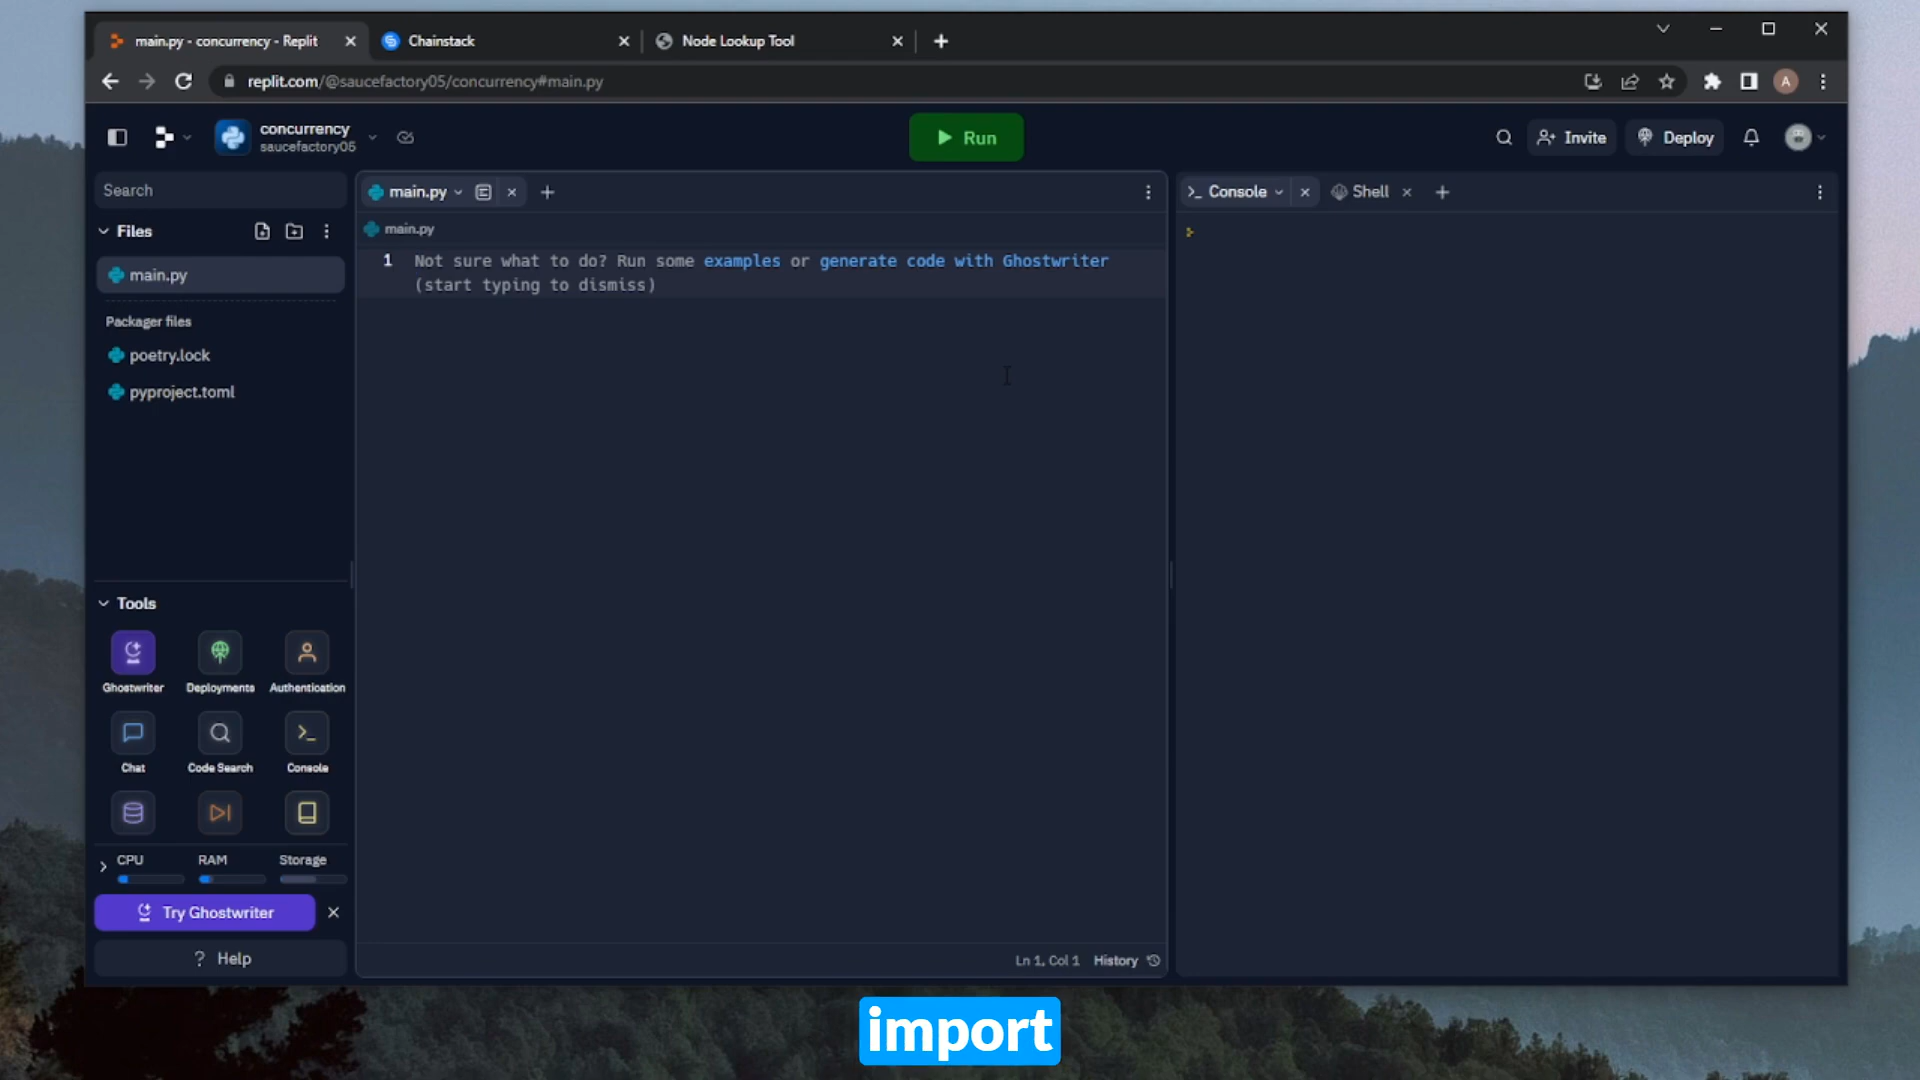 main.py - concurrency - Replit
Chainstack
Node Lookup Tool
replit.com/@saucefactory05/concurrency#main.py
A
concurrency
saucefactory05
Run
Invite
Deploy
Search
Files
main.py
Packager files
poetry.lock
pyproject.toml
Tools
Ghostwriter
Deployments
Authentication
Chat
Code Search
Console
CPU
RAM
Storage
Try Ghostwriter
? Help
main.py
main.py
1 Not sure what to do? Run some examples or generate code with Ghostwriter
(start typing to dismiss)
Ln 1, Col 1 History
Console
Shell
import